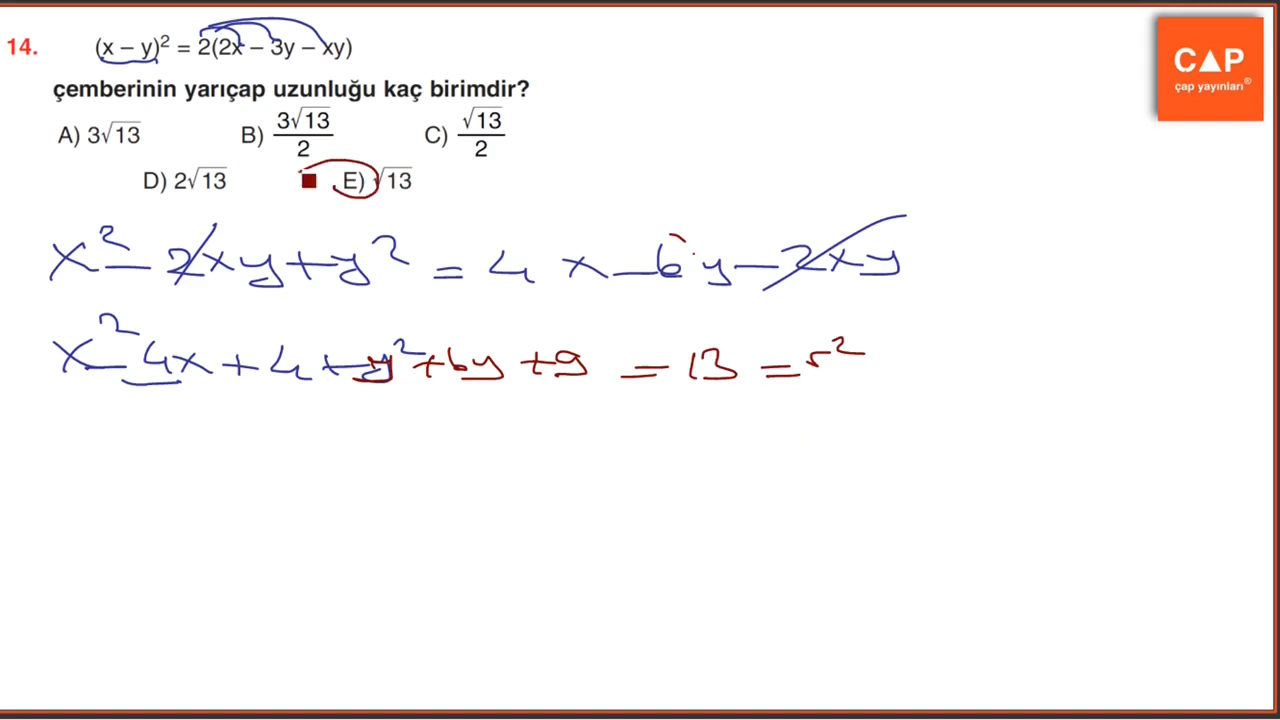 14. (x – y)² = 2(2x – 3y – xy)
çemberinin yarıçap uzunluğu kaç birimdir?
A) 3√13 B) 3√13/2 C) √13/2
D) 2√13 E) √13
x² - 2xy + y² = 4x - 6y - 2xy
x² - 4x + 4 + y² + 6y + 9 = 13 = r²
CAP
çap yayınları®